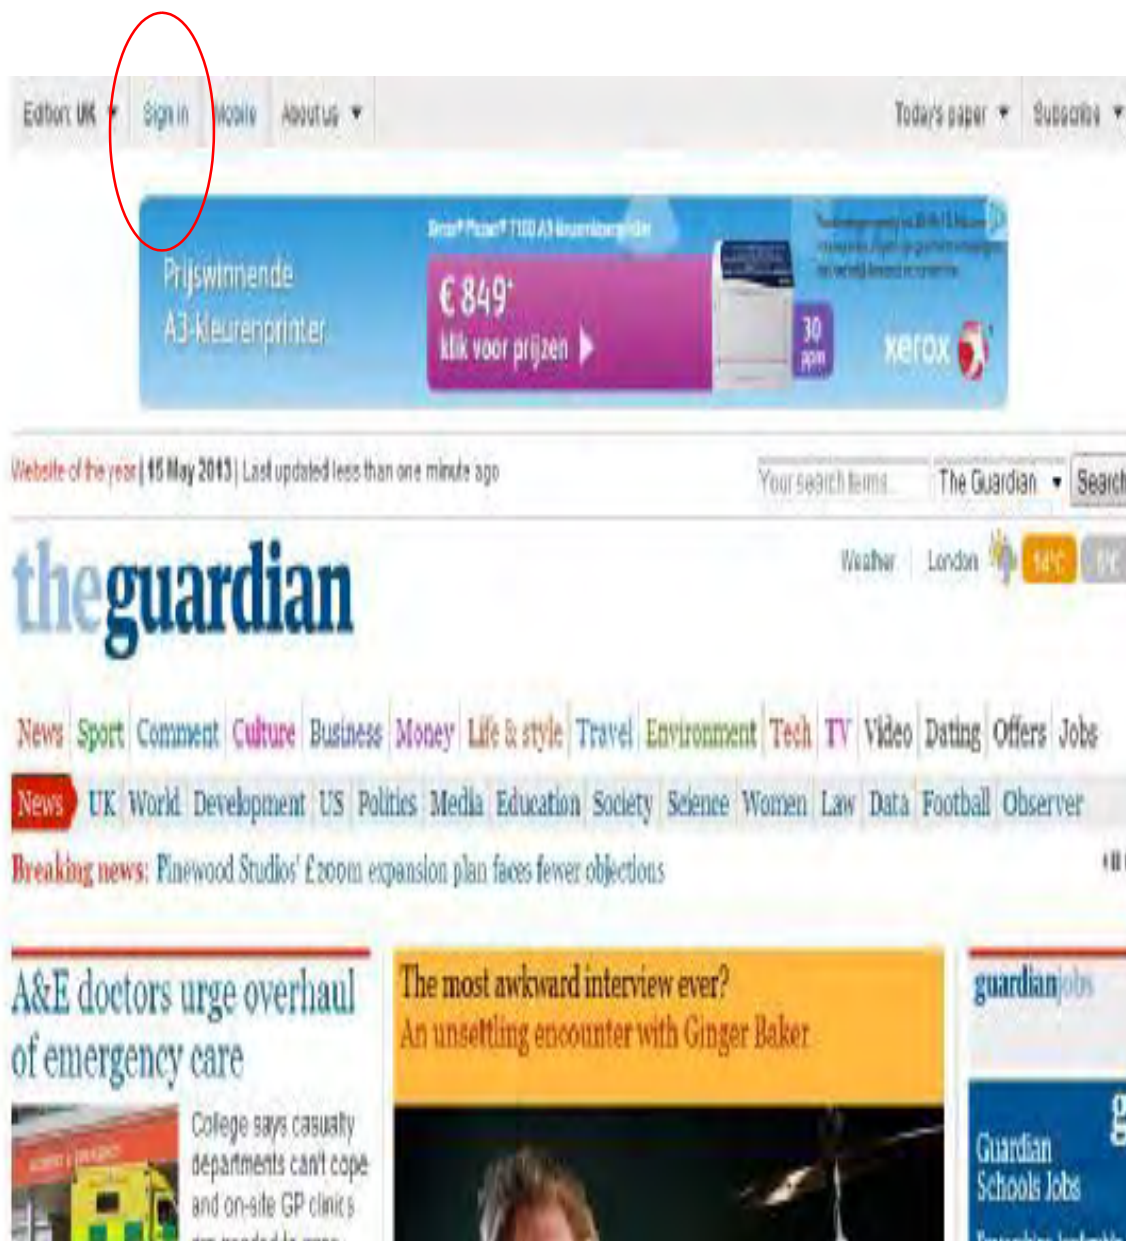 Edition: UK Sign in Mobile About us Today's paper Subscribe
Prijswinnende
A3-kleurenprinter
€ 849*
klik voor prijzen
30
ppm
xerox
Website of the year | 15 May 2013 | Last updated less than one minute ago
Your search terms... The Guardian Search
theguardian
Weather London 14°C
News Sport Comment Culture Business Money Life & style Travel Environment Tech TV Video Dating Offers Jobs
News UK World Development US Politics Media Education Society Science Women Law Data Football Observer
Breaking news: Pinewood Studios' £200m expansion plan faces fewer objections
A&E doctors urge overhaul
of emergency care
College says casualty
departments can't cope
and on-site GP clinics
The most awkward interview ever?
An unsettling encounter with Ginger Baker
guardianjobs
g
Guardian
Schools Jobs